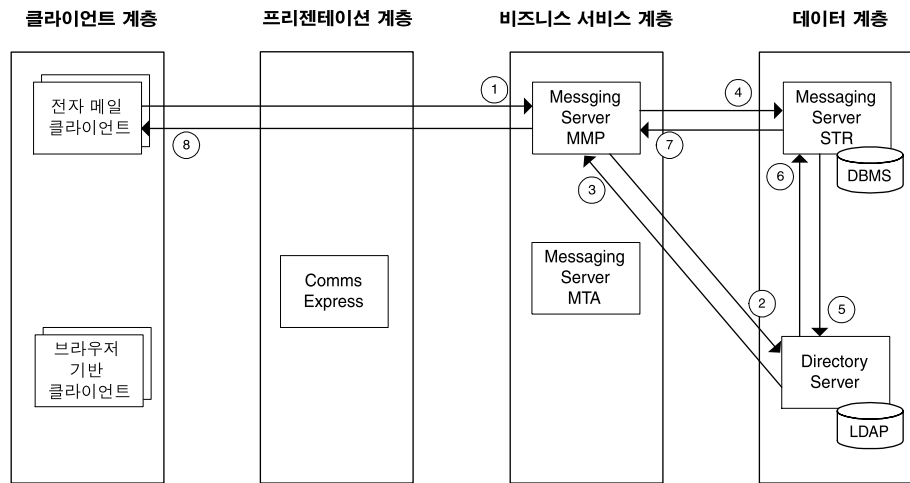 클라이언트 계층
프리젠테이션 계층
비즈니스 서비스 계층
데이터 계층
전자 메일
클라이언트
1
8
Messging
Server
MMP
4
7
Messaging
Server
STR
DBMS
3
6
Comms
Express
Messaging
Server
MTA
2
5
브라우저
기반
클라이언트
Directory
Server
LDAP